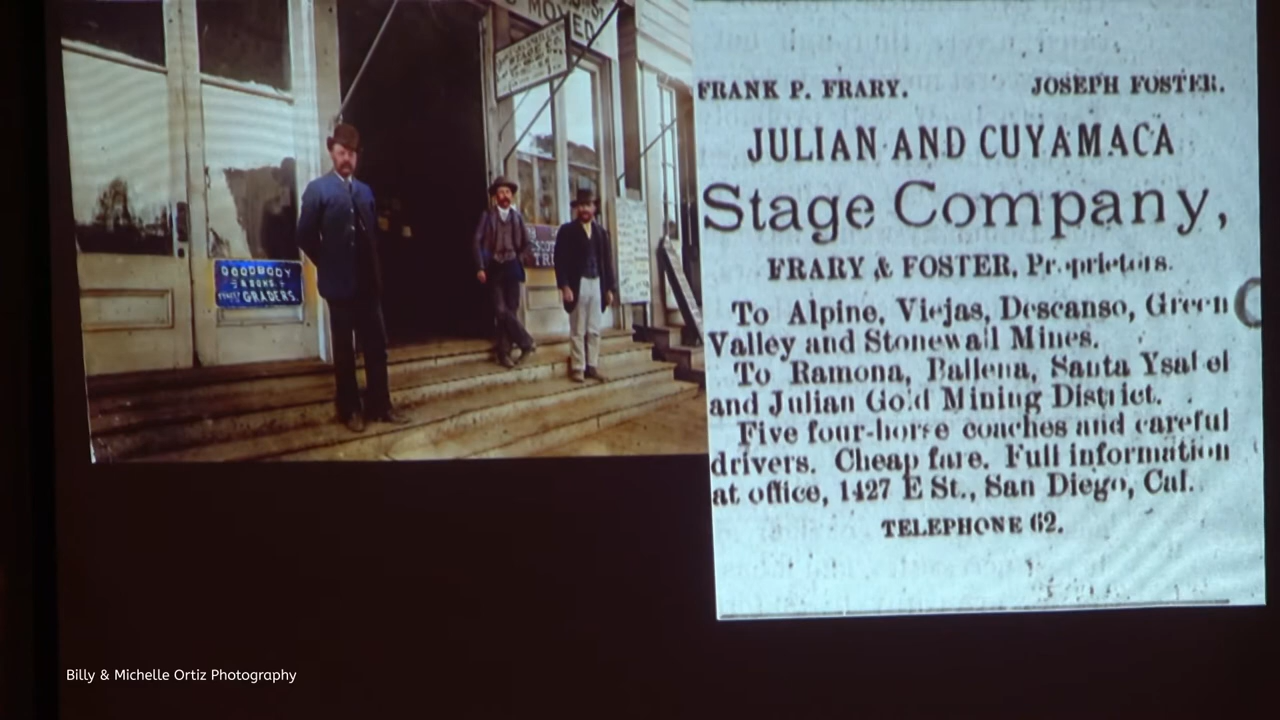 MOVED
GOODBODY
& SONS.
GRADERS.
FRANK P. FRARY. JOSEPH FOSTER.
JULIAN AND CUYAMACA
Stage Company,
FRARY & FOSTER, Proprietors.
To Alpine, Viejas, Descanso, Green
Valley and Stonewall Mines.
To Ramona, Ballena, Santa Ysabel
and Julian Gold Mining District.
Five four-horse coaches and careful
drivers. Cheap fare. Full information
at office, 1427 E St., San Diego, Cal.
TELEPHONE 62.
Billy & Michelle Ortiz Photography